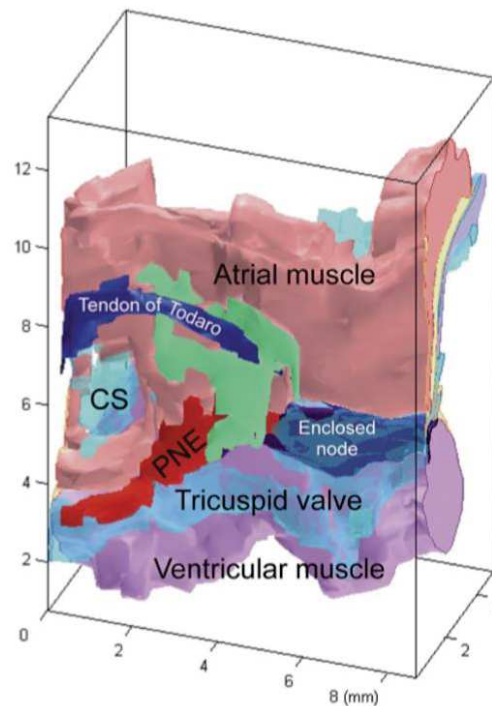 12
10
8
6
4
2
0
Atrial muscle
Tendon of Todaro
CS
PNE
Enclosed
node
Tricuspid valve
Ventricular muscle
2
4
6
8 (mm)
2